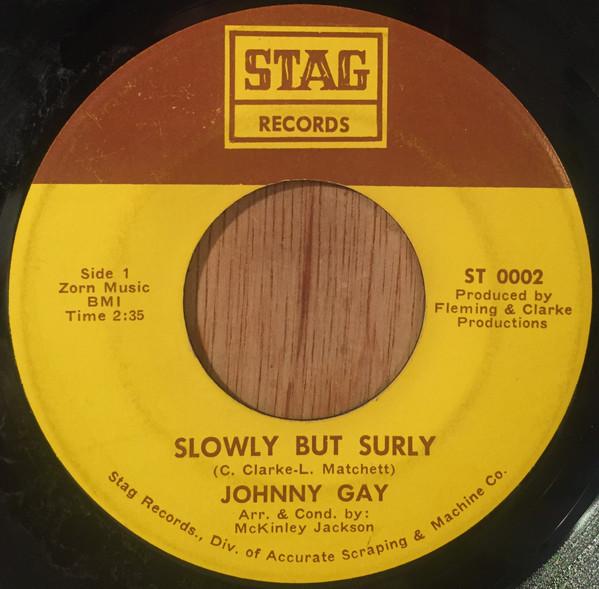 STAG
RECORDS
Side 1
Zorn Music
BMI
Time 2:35
ST 0002
Produced by
Fleming & Clarke
Productions
SLOWLY BUT SURLY
(C. Clarke-L. Matchett)
JOHNNY GAY
Arr. & Cond. by:
McKinley Jackson
Stag Records., Div. of Accurate Scraping & Machine Co.